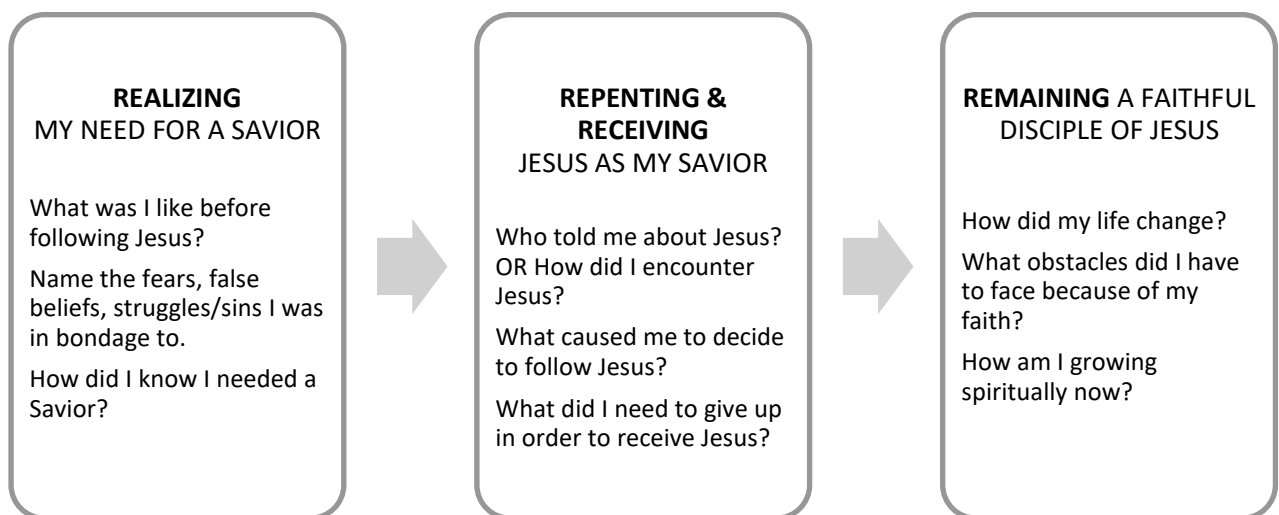 REALIZING
MY NEED FOR A SAVIOR
What was I like before
following Jesus?
Name the fears, false
beliefs, struggles/sins I was
in bondage to.
How did I know I needed a
Savior?
REPENTING &
RECEIVING
JESUS AS MY SAVIOR
Who told me about Jesus?
OR How did I encounter
Jesus?
What caused me to decide
to follow Jesus?
What did I need to give up
in order to receive Jesus?
REMAINING A FAITHFUL
DISCIPLE OF JESUS
How did my life change?
What obstacles did I have
to face because of my
faith?
How am I growing
spiritually now?